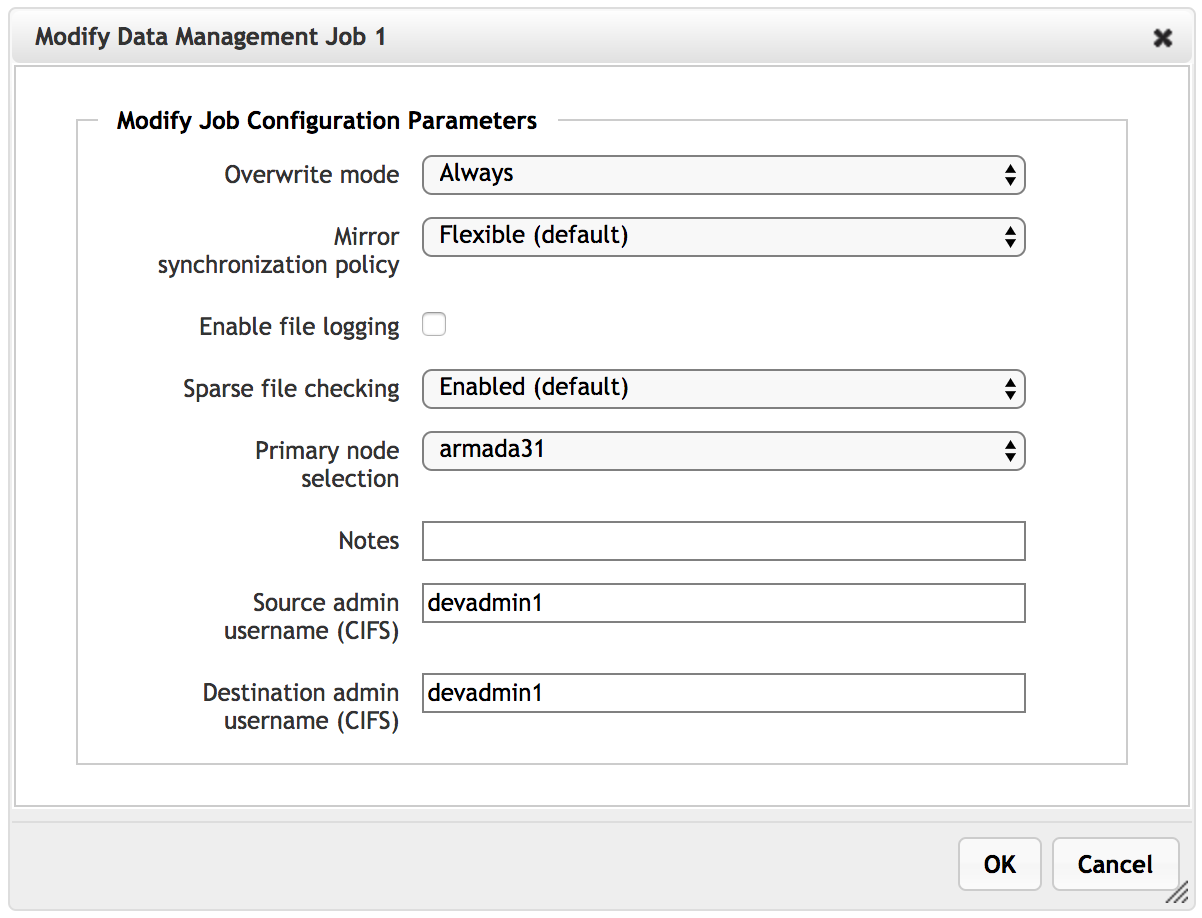 Modify Data Management Job 1
Modify Job Configuration Parameters
Overwrite mode Always
Mirror Flexible (default)
synchronization policy
Enable file logging
Sparse file checking Enabled (default)
Primary node armada31
selection
Notes
Source admin devadmin1
username (CIFS)
Destination admin devadmin1
username (CIFS)
OK Cancel